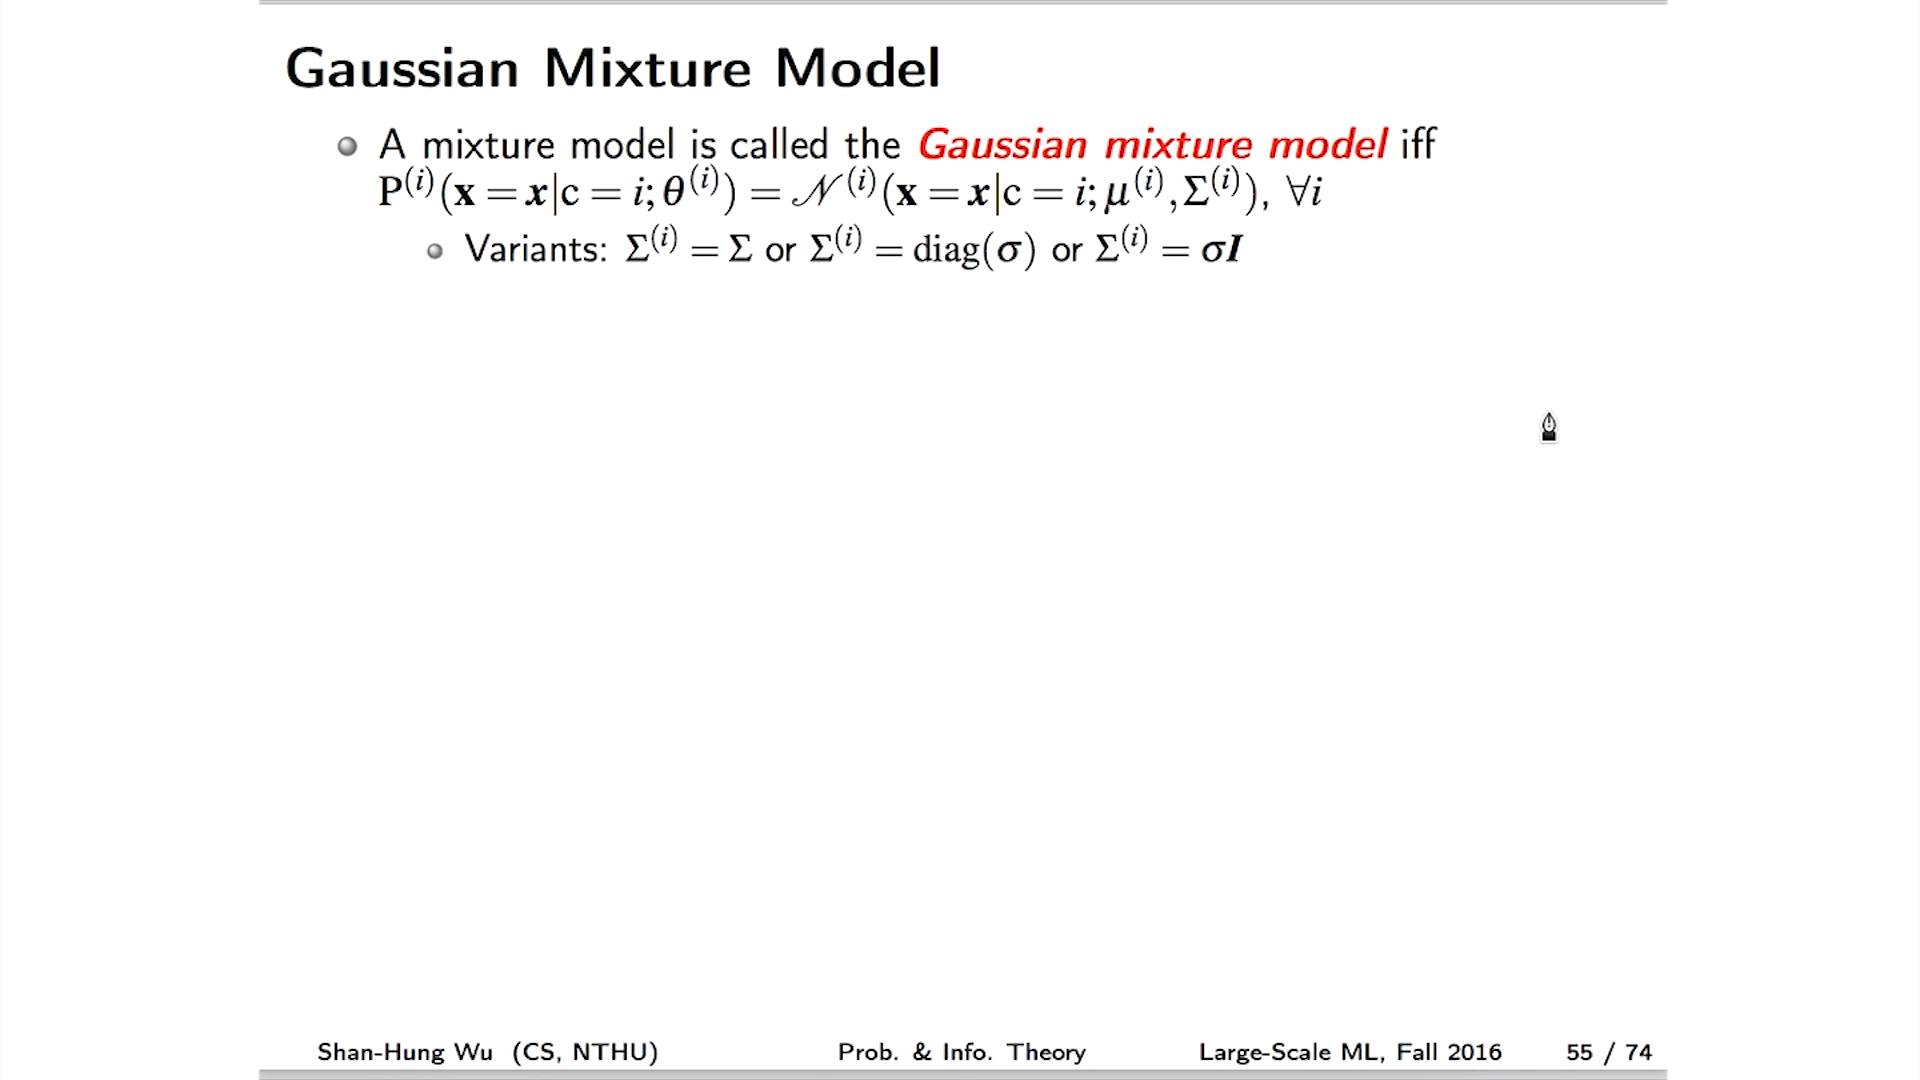 Gaussian Mixture Model
A mixture model is called the Gaussian mixture model iff
P⁽ⁱ⁾(x = x|c = i; θ⁽ⁱ⁾) = 𝒩⁽ⁱ⁾(x = x|c = i; μ⁽ⁱ⁾, Σ⁽ⁱ⁾), ∀i
Variants: Σ⁽ⁱ⁾ = Σ or Σ⁽ⁱ⁾ = diag(σ) or Σ⁽ⁱ⁾ = σI
Shan-Hung Wu (CS, NTHU) Prob. & Info. Theory Large-Scale ML, Fall 2016 55 / 74